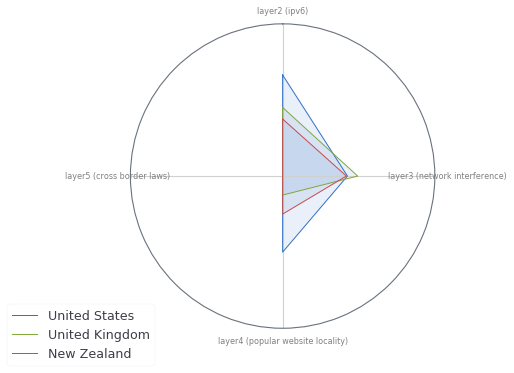 layer2 (ipv6)
layer5 (cross border laws)
layer3 (network interference)
layer4 (popular website locality)
United States
United Kingdom
New Zealand